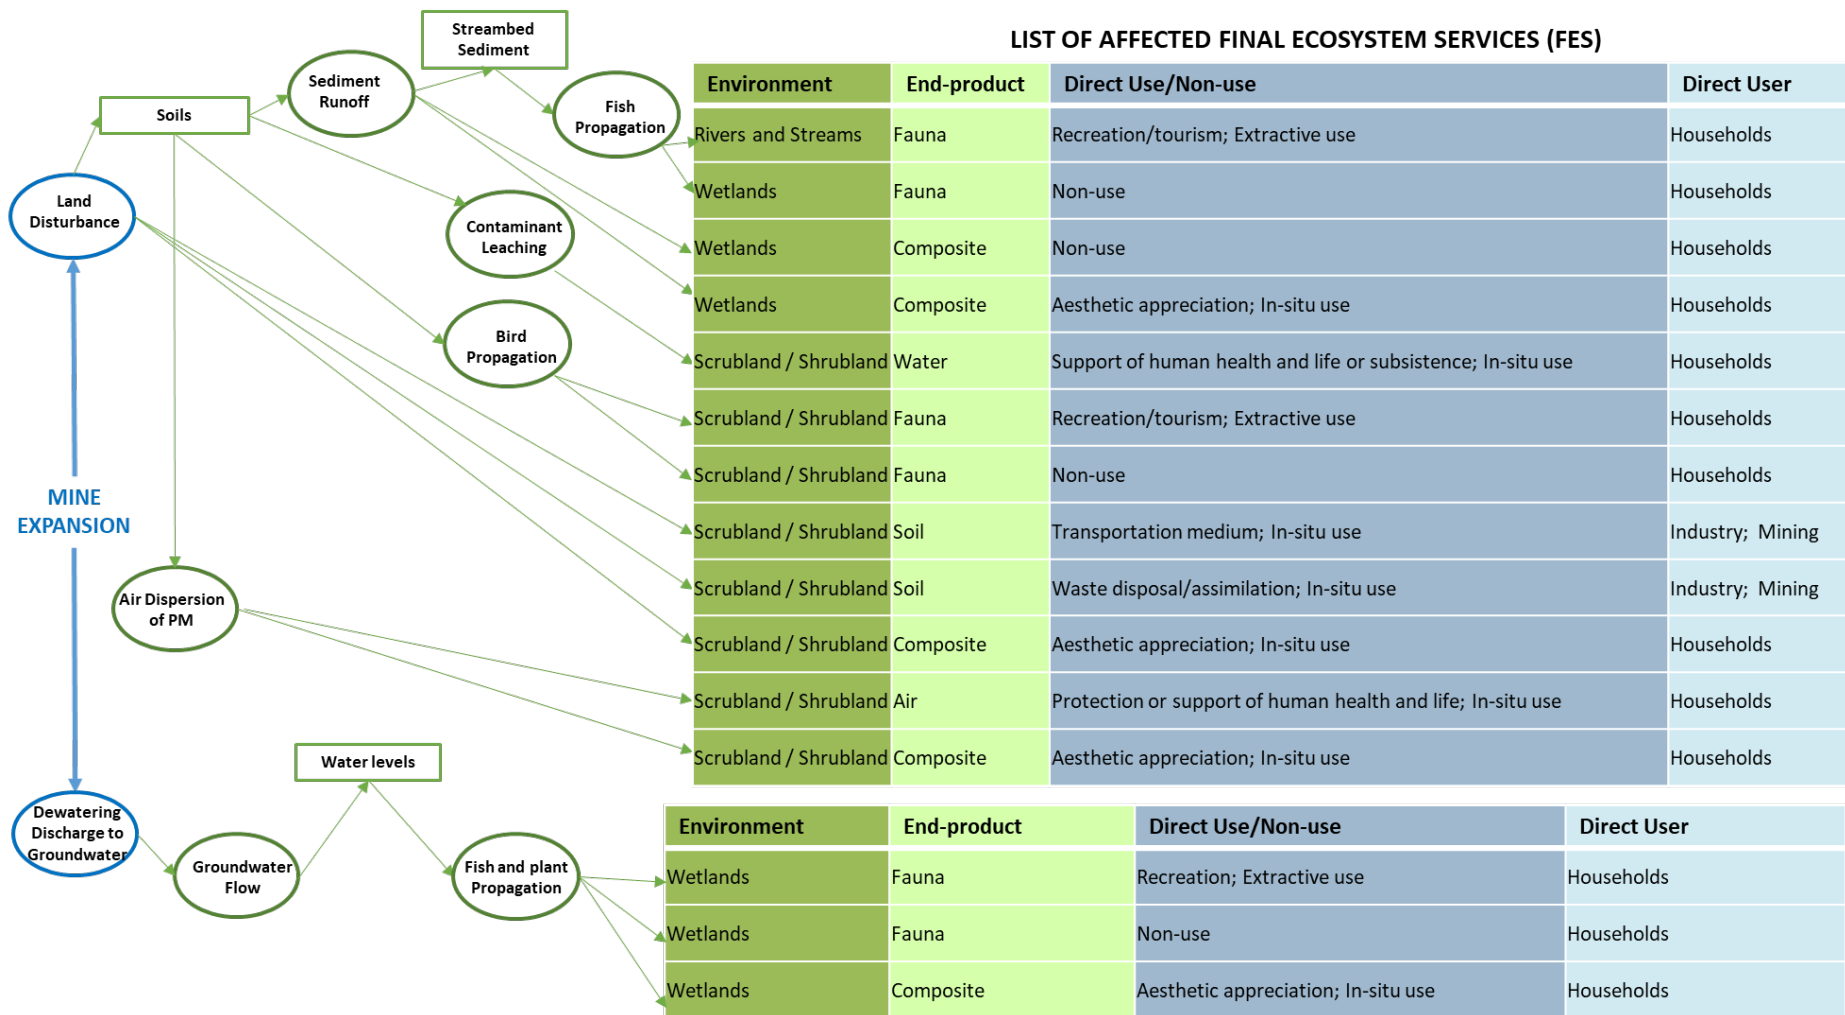 LIST OF AFFECTED FINAL ECOSYSTEM SERVICES (FES)
Streambed
Sediment
Sediment
Runoff
Soils
Fish
Propagation
Land
Disturbance
Contaminant
Leaching
Bird
Propagation
MINE
EXPANSION
Air Dispersion
of PM
Water levels
Dewatering
Discharge to
Groundwater
Groundwater
Flow
Fish and plant
Propagation
Environment End-product Direct Use/Non-use Direct User
Rivers and Streams Fauna Recreation/tourism; Extractive use Households
Wetlands Fauna Non-use Households
Wetlands Composite Non-use Households
Wetlands Composite Aesthetic appreciation; In-situ use Households
Scrubland / Shrubland Water Support of human health and life or subsistence; In-situ use Households
Scrubland / Shrubland Fauna Recreation/tourism; Extractive use Households
Scrubland / Shrubland Fauna Non-use Households
Scrubland / Shrubland Soil Transportation medium; In-situ use Industry; Mining
Scrubland / Shrubland Soil Waste disposal/assimilation; In-situ use Industry; Mining
Scrubland / Shrubland Composite Aesthetic appreciation; In-situ use Households
Scrubland / Shrubland Air Protection or support of human health and life; In-situ use Households
Scrubland / Shrubland Composite Aesthetic appreciation; In-situ use Households
Environment End-product Direct Use/Non-use Direct User
Wetlands Fauna Recreation; Extractive use Households
Wetlands Fauna Non-use Households
Wetlands Composite Aesthetic appreciation; In-situ use Households